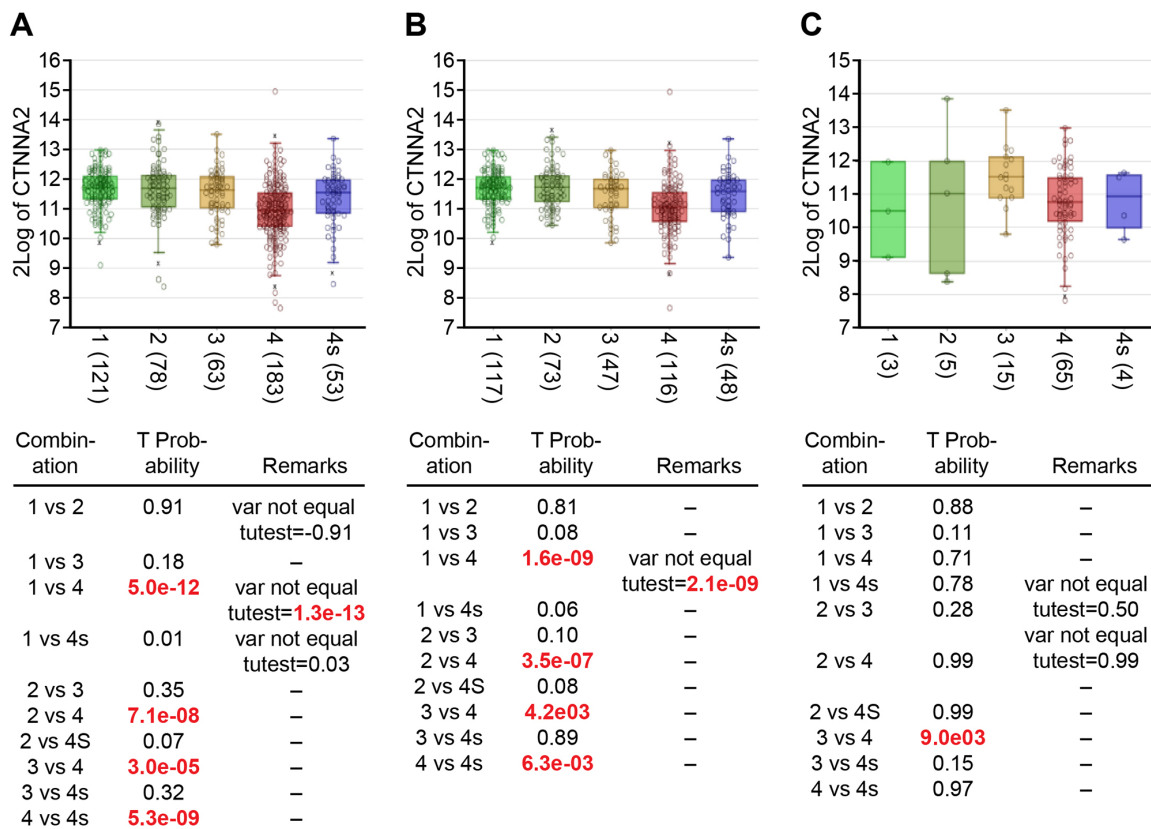 A
2Log of CTNNA2
16
15
14
13
12
11
10
9
8
7
1 (121)
2 (78)
3 (63)
4 (183)
4s (53)
Combin-ation T Prob-ability Remarks
1 vs 2 0.91 var not equal
tutest=-0.91
1 vs 3 0.18 –
1 vs 4 5.0e-12 var not equal
tutest=1.3e-13
1 vs 4s 0.01 var not equal
tutest=0.03
2 vs 3 0.35 –
2 vs 4 7.1e-08 –
2 vs 4S 0.07 –
3 vs 4 3.0e-05 –
3 vs 4s 0.32 –
4 vs 4s 5.3e-09 –
B
2Log of CTNNA2
16
15
14
13
12
11
10
9
8
7
1 (117)
2 (73)
3 (47)
4 (116)
4s (48)
Combin-ation T Prob-ability Remarks
1 vs 2 0.81 –
1 vs 3 0.08 –
1 vs 4 1.6e-09 var not equal
tutest=2.1e-09
1 vs 4s 0.06 –
2 vs 3 0.10 –
2 vs 4 3.5e-07 –
2 vs 4S 0.08 –
3 vs 4 4.2e03 –
3 vs 4s 0.89 –
4 vs 4s 6.3e-03 –
C
2Log of CTNNA2
15
14
13
12
11
10
9
8
7
1 (3)
2 (5)
3 (15)
4 (65)
4s (4)
Combin-ation T Prob-ability Remarks
1 vs 2 0.88 –
1 vs 3 0.11 –
1 vs 4 0.71 –
1 vs 4s 0.78 var not equal
2 vs 3 0.28 tutest=0.50
var not equal
2 vs 4 0.99 tutest=0.99
–
2 vs 4S 0.99 –
3 vs 4 9.0e03 –
3 vs 4s 0.15 –
4 vs 4s 0.97 –